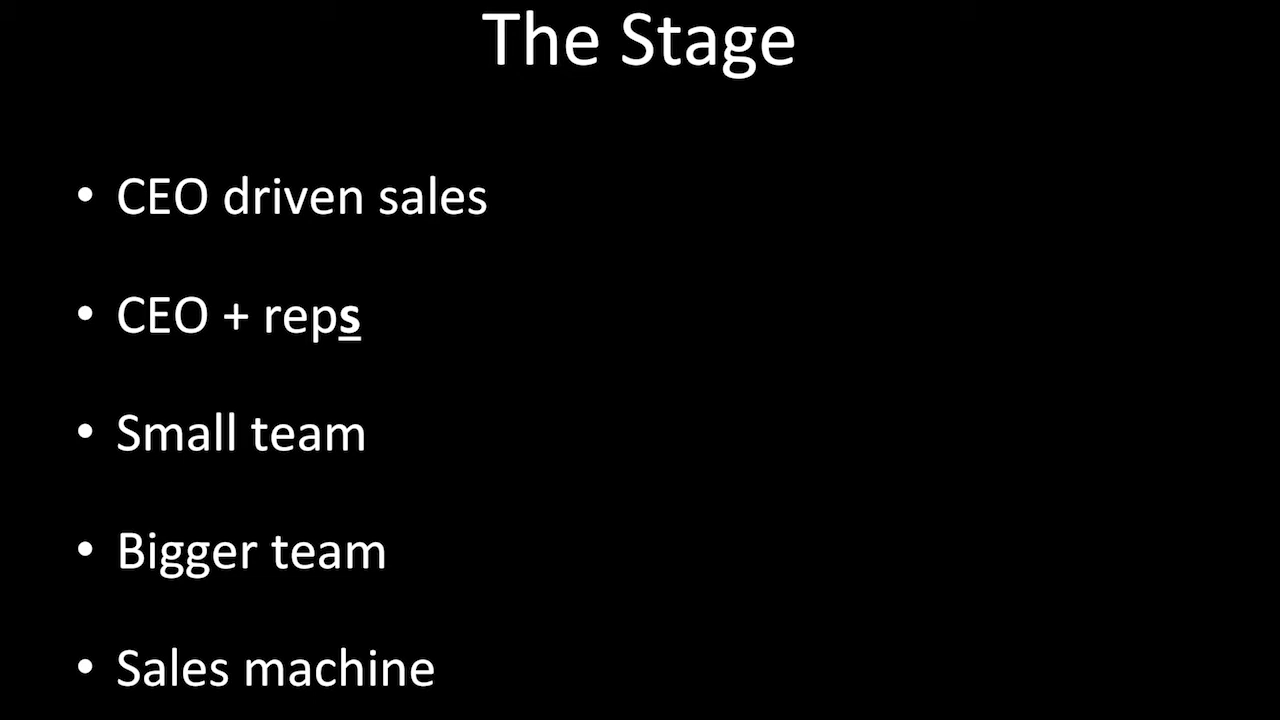 The Stage
• CEO driven sales
• CEO + reps
• Small team
• Bigger team
• Sales machine